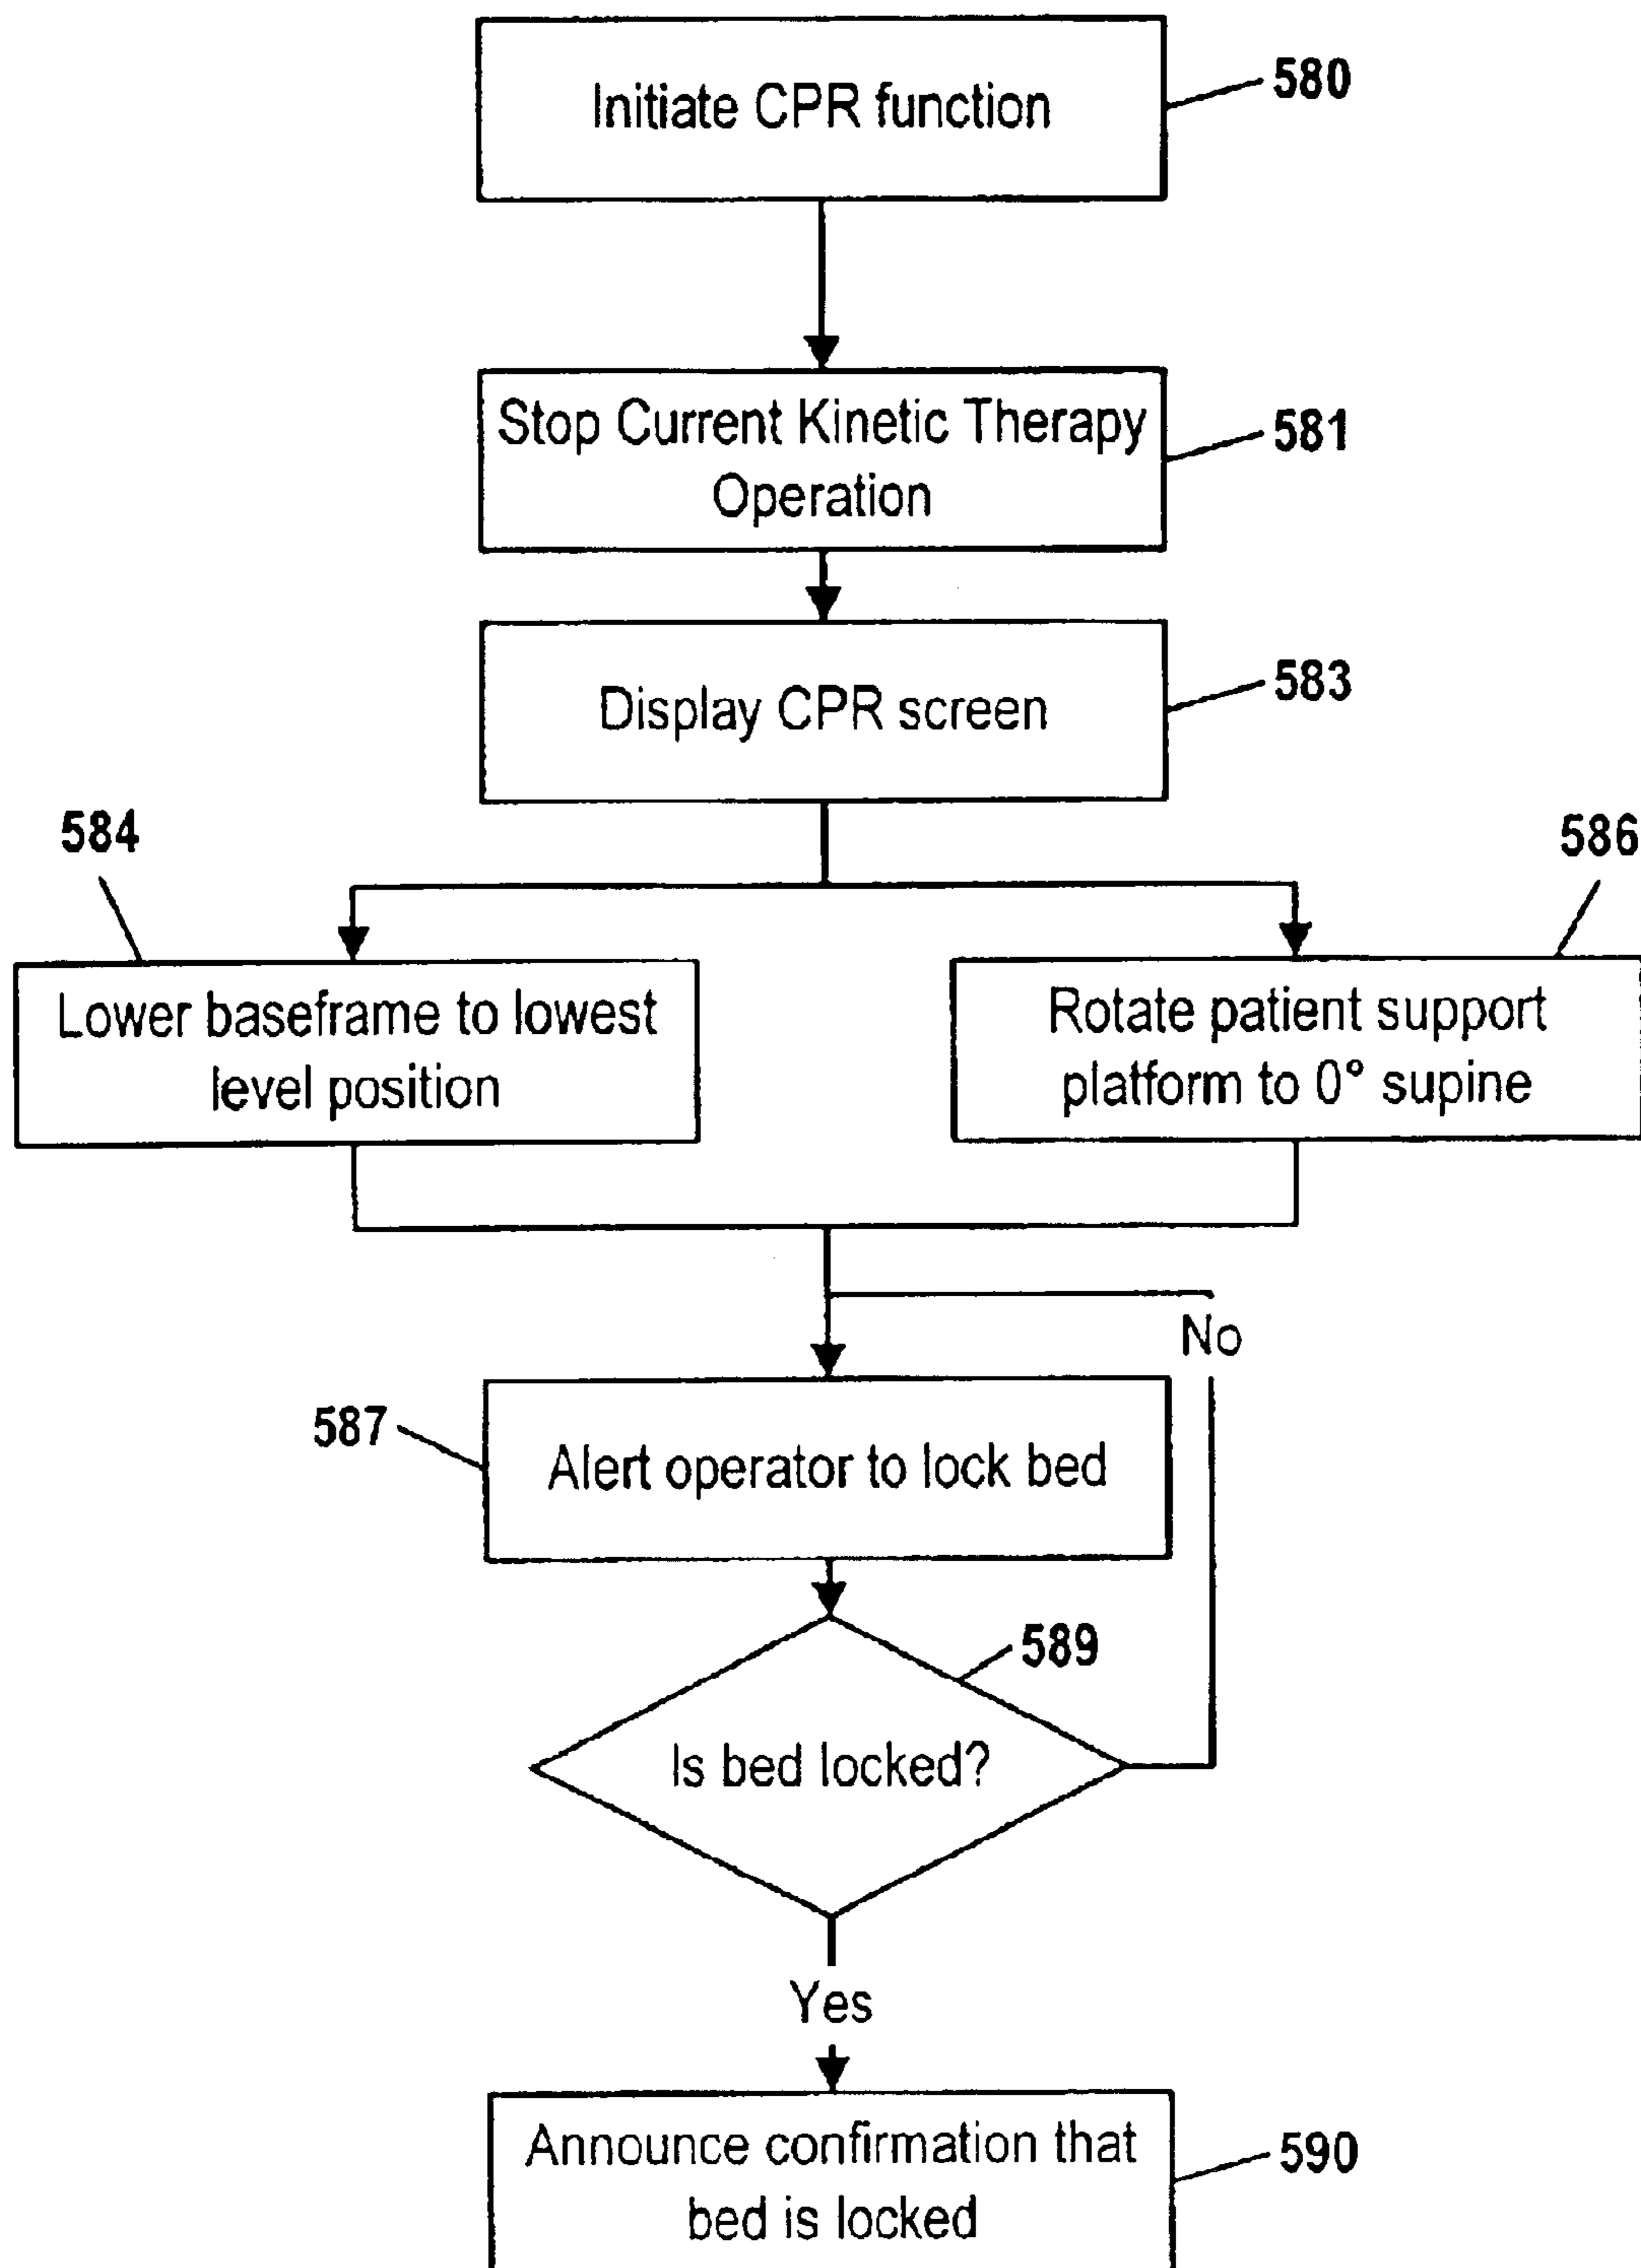 Initiate CPR function
580
Stop Current Kinetic Therapy
Operation
581
Display CPR screen
583
584
586
Lower baseframe to lowest
level position
Rotate patient support
platform to 0° supine
No
587
Alert operator to lock bed
589
Is bed locked?
Yes
Announce confirmation that
bed is locked
590